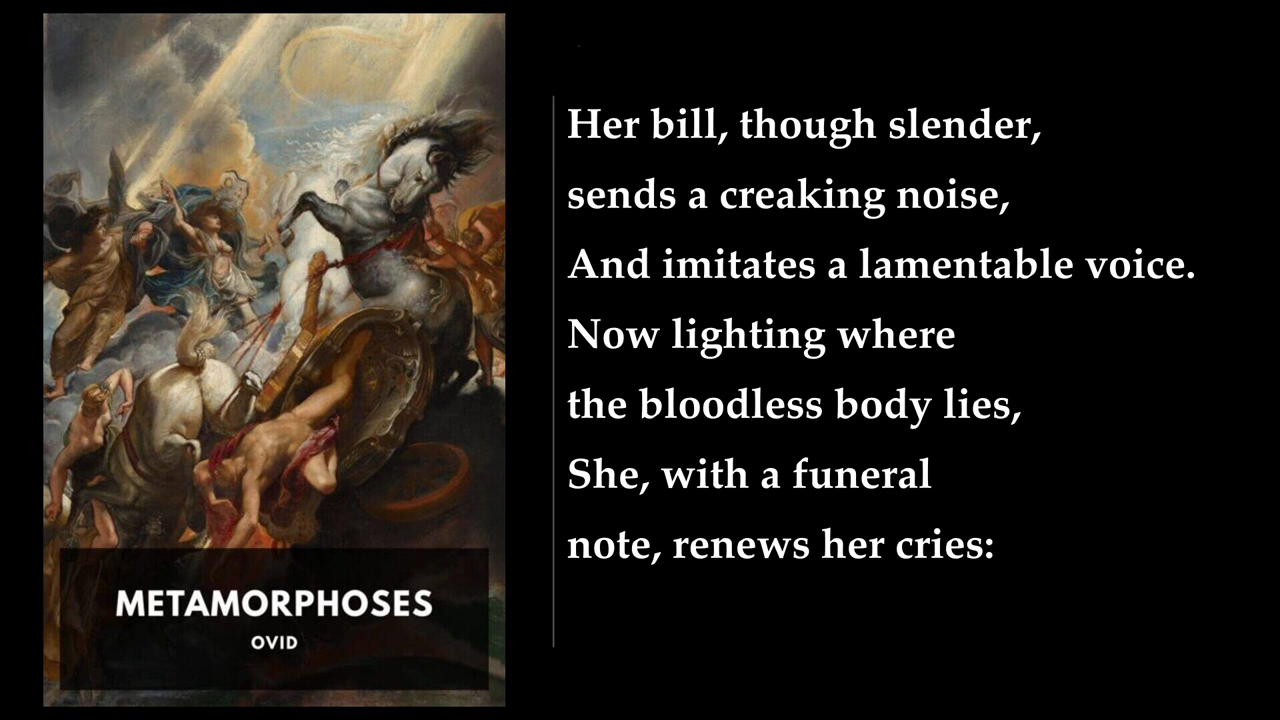 METAMORPHOSES
OVID
Her bill, though slender,
sends a creaking noise,
And imitates a lamentable voice.
Now lighting where
the bloodless body lies,
She, with a funeral
note, renews her cries: